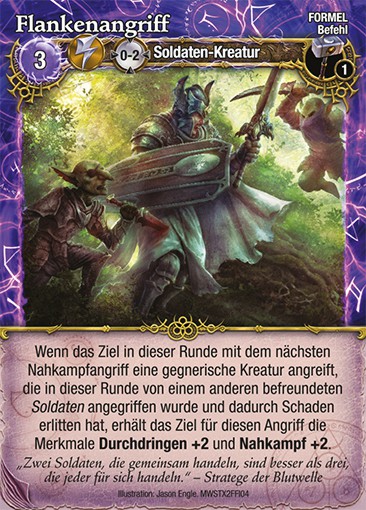 Flankenangriff
FORMEL
Befehl
3
0-2
Soldaten-Kreatur
1
Wenn das Ziel in dieser Runde mit dem nächsten
Nahkampfangriff eine gegnerische Kreatur angreift,
die in dieser Runde von einem anderen befreundeten
Soldaten angegriffen wurde und dadurch Schaden
erlitten hat, erhält das Ziel für diesen Angriff die
Merkmale Durchdringen +2 und Nahkampf +2.
„Zwei Soldaten, die gemeinsam handeln, sind besser als drei,
die jeder für sich handeln.“ – Stratege der Blutwelle
Illustration: Jason Engle. MWSTX2FFI04